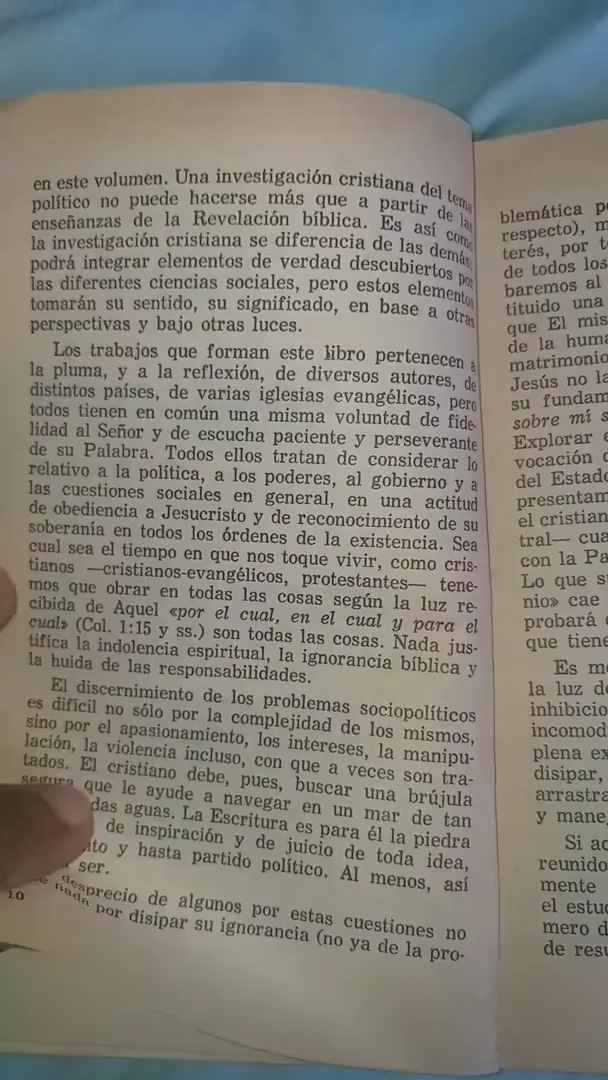 en este volumen. Una investigación cristiana del tema
político no puede hacerse más que a partir de las
enseñanzas de la Revelación bíblica. Es así como
la investigación cristiana se diferencia de las demás;
podrá integrar elementos de verdad descubiertos por
las diferentes ciencias sociales, pero estos elementos
tomarán su sentido, su significado, en base a otras
perspectivas y bajo otras luces.
Los trabajos que forman este libro pertenecen a
la pluma, y a la reflexión, de diversos autores, de
distintos países, de varias iglesias evangélicas, pero
todos tienen en común una misma voluntad de fide-
lidad al Señor y de escucha paciente y perseverante
de su Palabra. Todos ellos tratan de considerar lo
relativo a la política, a los poderes, al gobierno y a
las cuestiones sociales en general, en una actitud
de obediencia a Jesucristo y de reconocimiento de su
soberanía en todos los órdenes de la existencia. Sea
cual sea el tiempo en que nos toque vivir, como cris-
tianos —cristianos-evangélicos, protestantes— tene-
mos que obrar en todas las cosas según la luz re-
cibida de Aquel «por el cual, en el cual y para el
cual» (Col. 1:15 y ss.) son todas las cosas. Nada jus-
tifica la indolencia espiritual, la ignorancia bíblica y
la huida de las responsabilidades.
El discernimiento de los problemas sociopolíticos
es difícil no sólo por la complejidad de los mismos,
sino por el apasionamiento, los intereses, la manipu-
lación, la violencia incluso, con que a veces son tra-
tados. El cristiano debe, pues, buscar una brújula
segura que le ayude a navegar en un mar de tan
das aguas. La Escritura es para él la piedra
de inspiración y de juicio de toda idea,
y hasta partido político. Al menos, así
ser.
desprecio de algunos por estas cuestiones no
nada por disipar su ignorancia (no ya de la pro-
10
blemática
respecto),
terés, por
de todos los
baremos al
tituido una
que El mis
de la huma
matrimonio
Jesús no la
su fundam
sobre mí s
Explorar
vocación
del Estado
presentam
el cristian
tral— cua
con la Pa
Lo que s
nio» cae
probará
que tiene
Es
la luz
inhibicio
incomod
plena ex
disipar,
arrastra
y mane
Si
reunido
mente
el estu
mero d
de resu